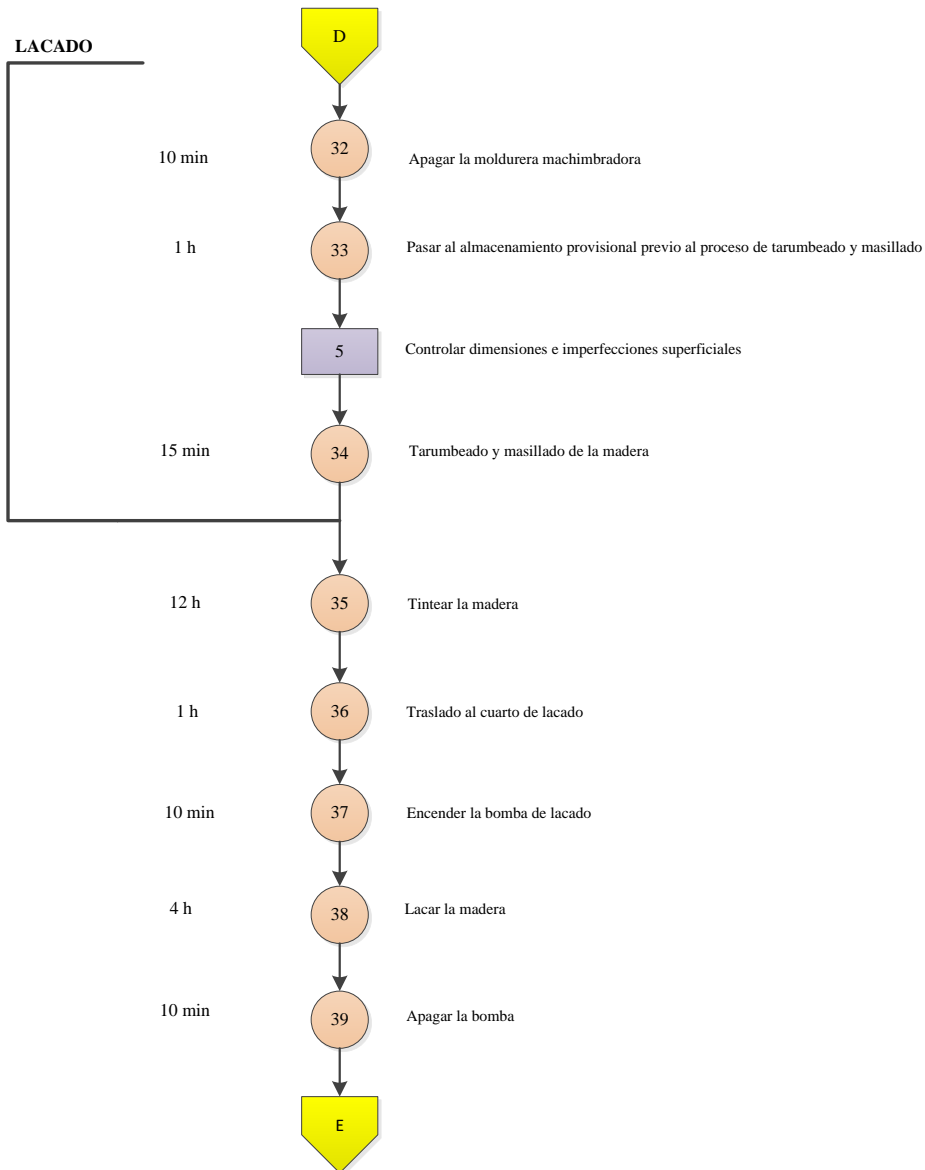 D
LACADO
10 min 32 Apagar la moldurera machimbradora
1 h 33 Pasar al almacenamiento provisional previo al proceso de tarumbeado y masillado
5 Controlar dimensiones e imperfecciones superficiales
15 min 34 Tarumbeado y masillado de la madera
12 h 35 Tintear la madera
1 h 36 Traslado al cuarto de lacado
10 min 37 Encender la bomba de lacado
4 h 38 Lacar la madera
10 min 39 Apagar la bomba
E